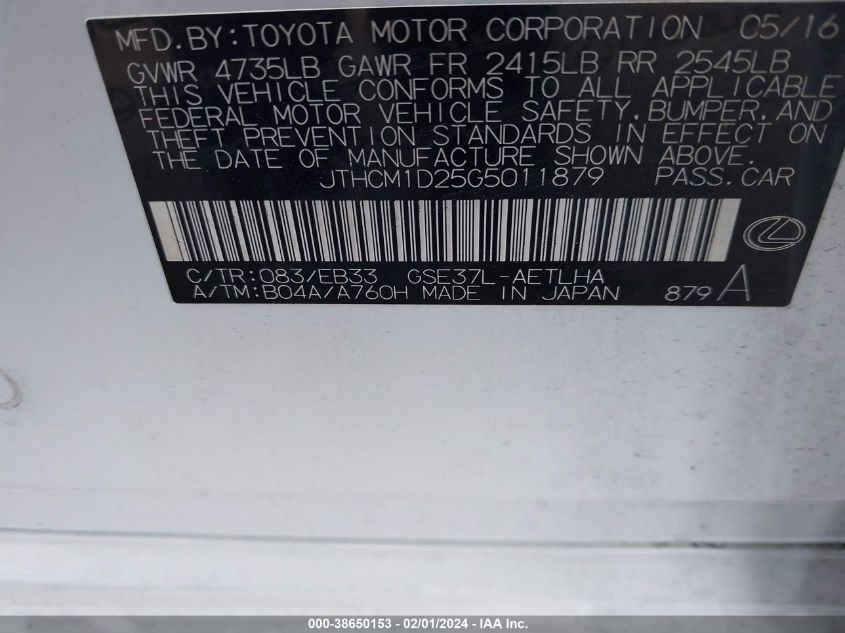 MFD.BY:TOYOTA MOTOR CORPORATION 05/16
GVWR 4735LB GAWR FR 2415LB RR 2545LB
THIS VEHICLE CONFORMS TO ALL APPLICABLE
FEDERAL MOTOR VEHICLE SAFETY,BUMPER,AND
THEFT PREVENTION STANDARDS IN EFFECT ON
THE DATE OF MANUFACTURE SHOWN ABOVE.
JTHCM1D25G5011879 PASS.CAR
C/TR:083/EB33 GSE37L-AETLHA
A/TM:B04A/A760H MADE IN JAPAN 879 A
000-38650153 - 02/01/2024 - IAA Inc.